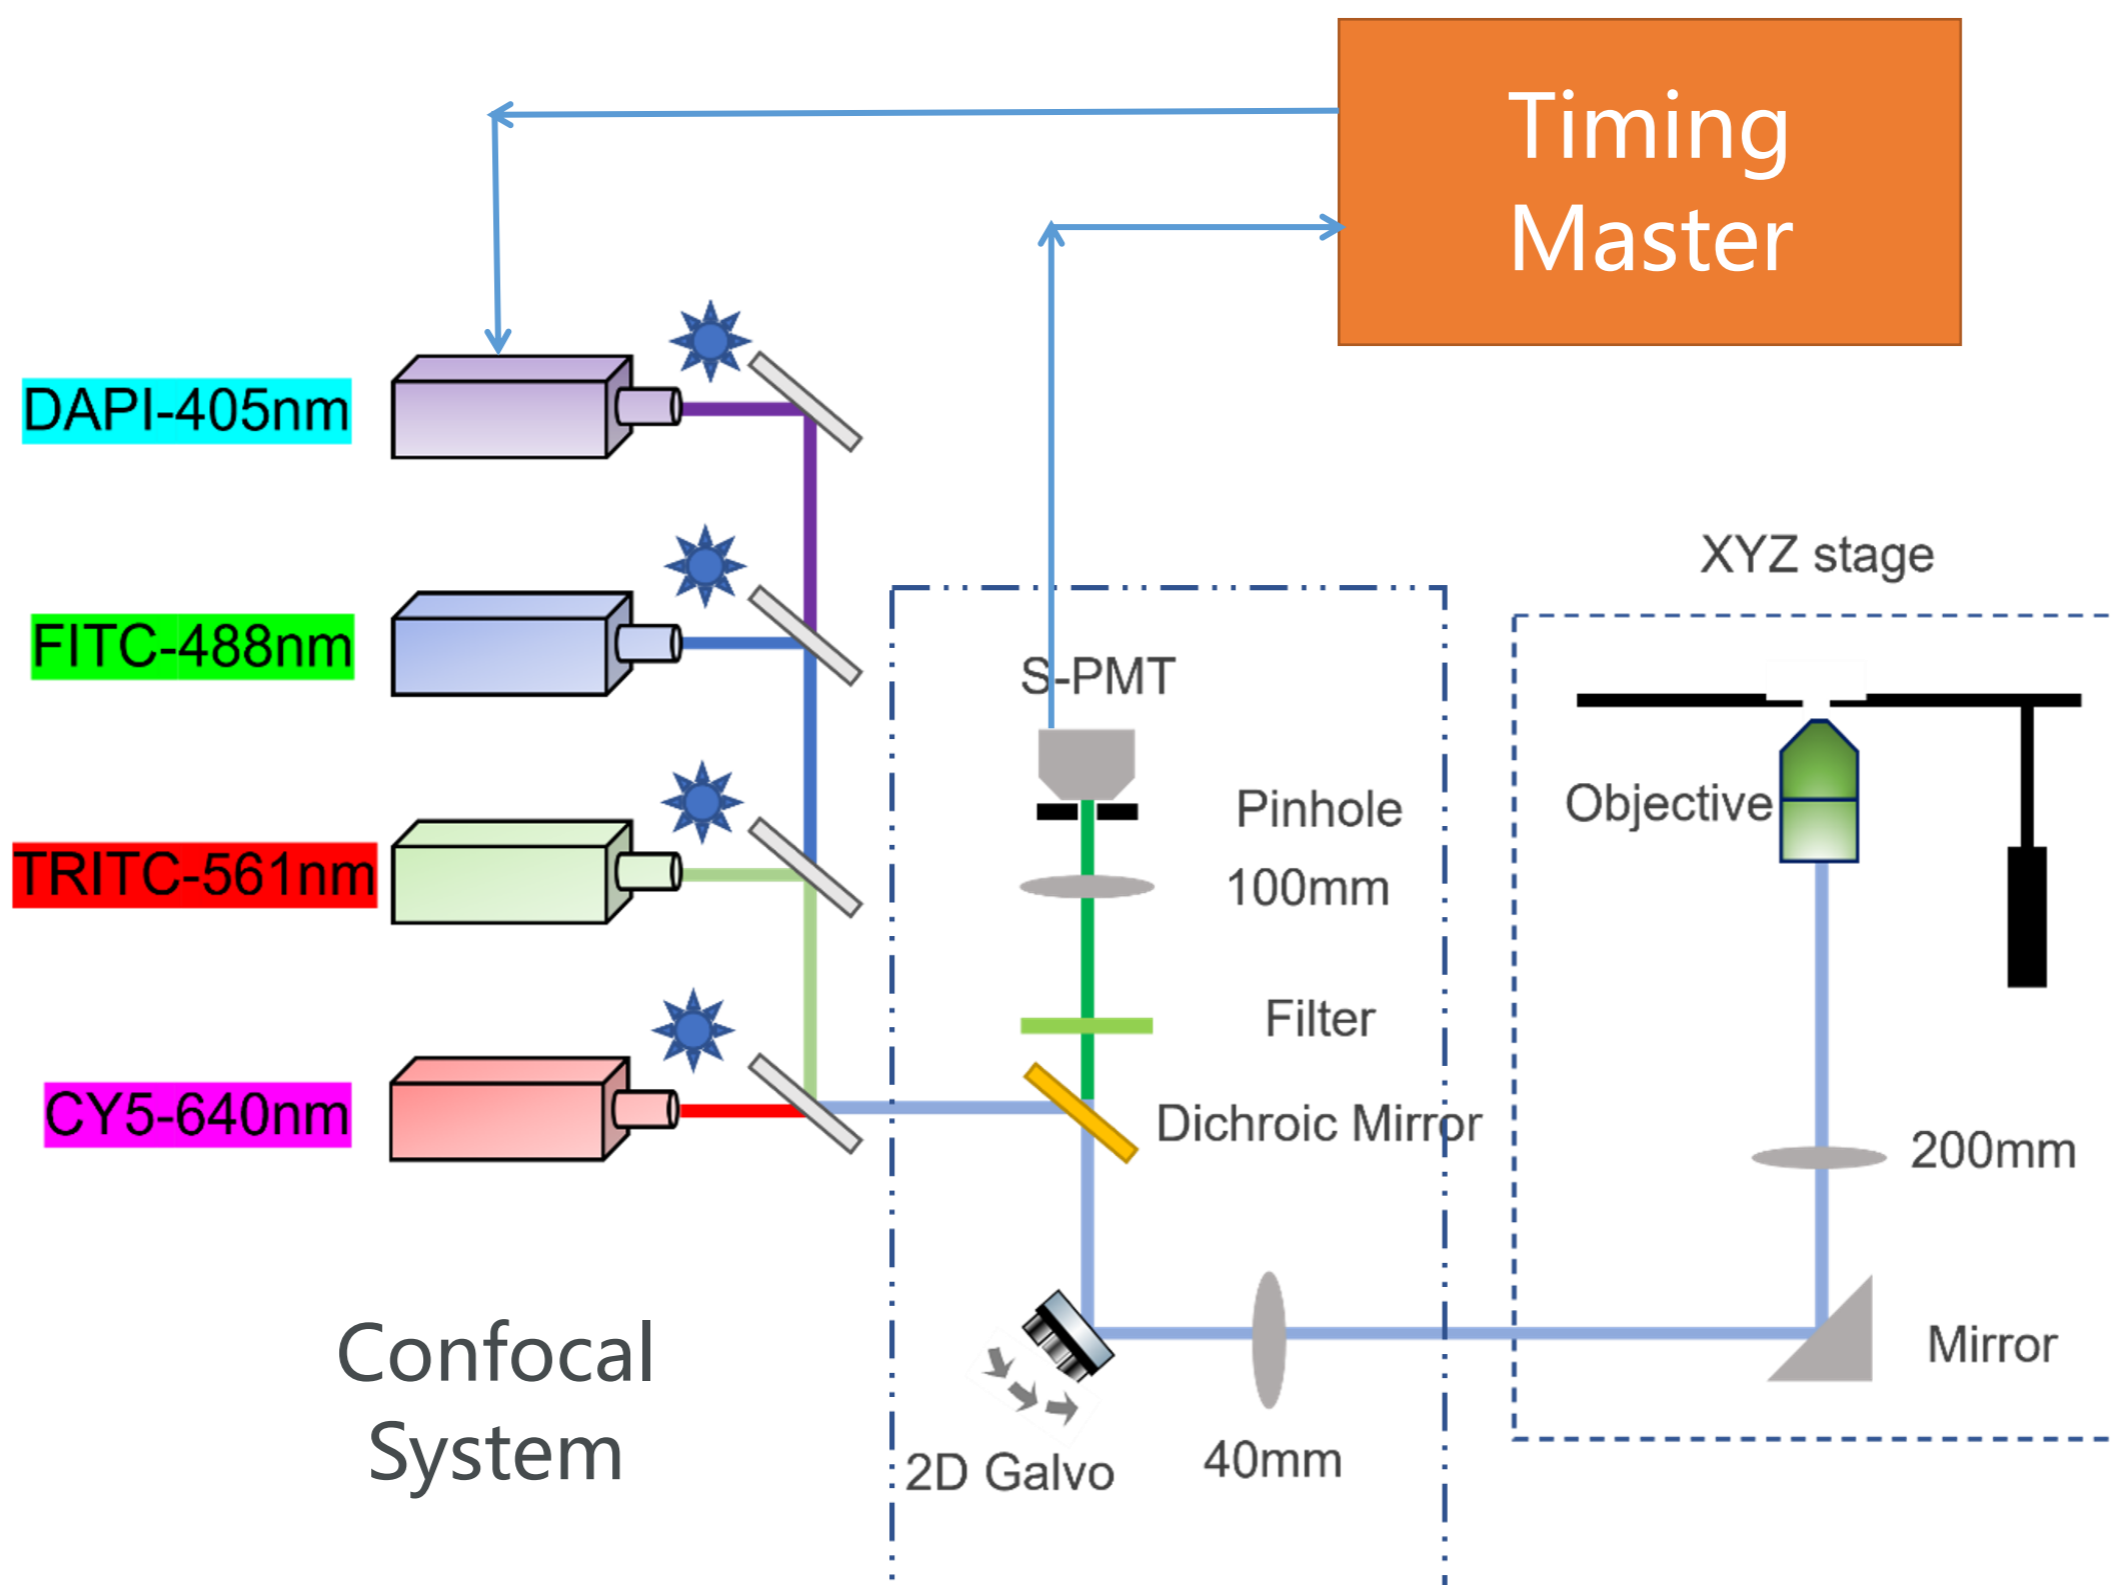 Timing
Master
DAPI-405nm
FITC-488nm
TRITC-561nm
CY5-640nm
Confocal
System
S-PMT
Pinhole
100mm
Filter
Dichroic Mirror
2D Galvo
40mm
XYZ stage
Objective
200mm
Mirror